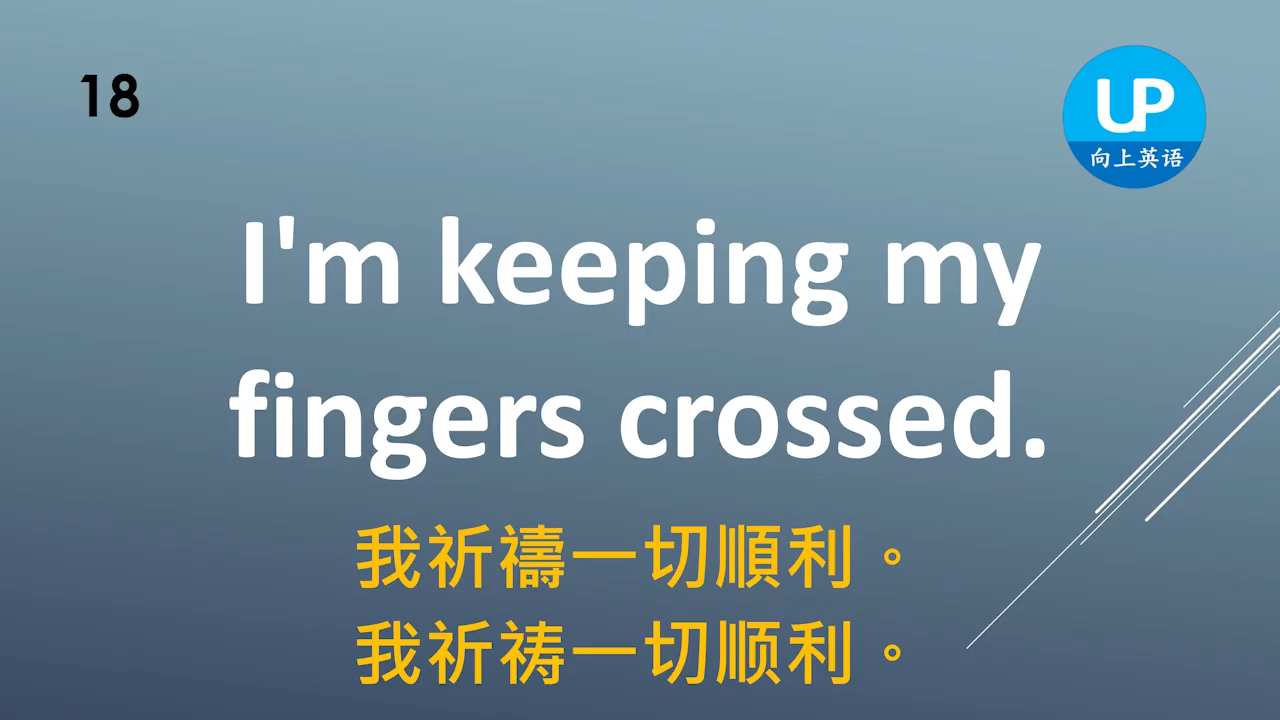 18
UP
向上英语
I'm keeping my
fingers crossed.
我祈禱一切順利。
我祈祷一切顺利。